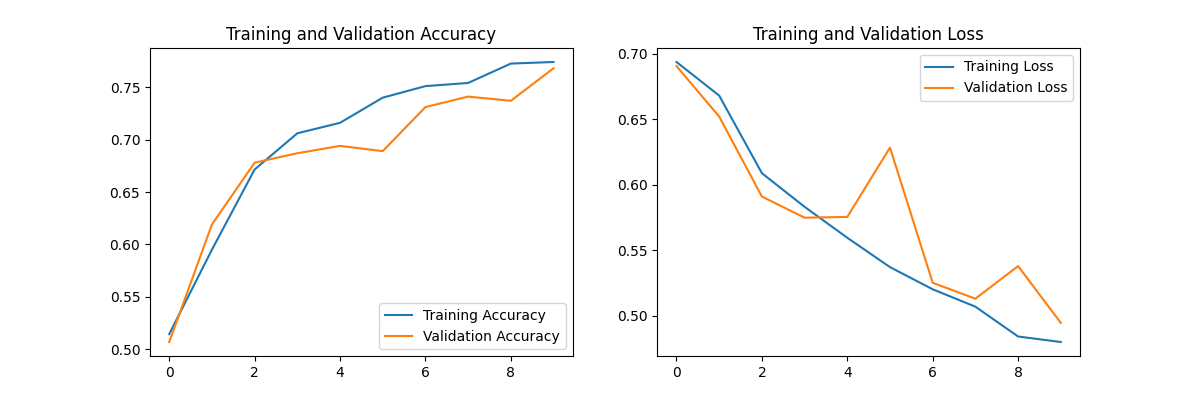 Training and Validation Accuracy
0.75
0.70
0.65
0.60
0.55
0.50
0 2 4 6 8
Training Accuracy
Validation Accuracy
Training and Validation Loss
0.70
0.65
0.60
0.55
0.50
0 2 4 6 8
Training Loss
Validation Loss